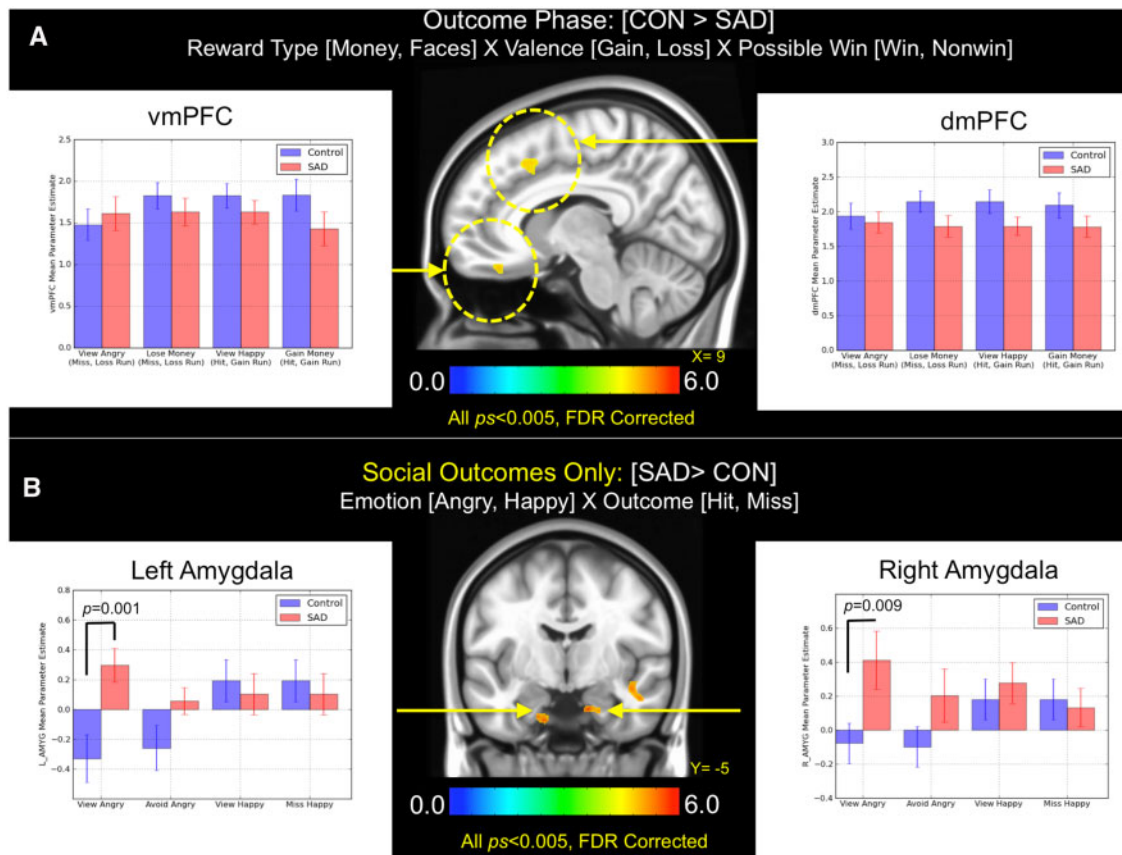 A
Outcome Phase: [CON > SAD]
Reward Type [Money, Faces] X Valence [Gain, Loss] X Possible Win [Win, Nonwin]
vmPFC
2.5
2.0
1.5
1.0
0.5
0.0
vmPFC Mean Parameter Estimate
Control
SAD
View Angry
(Miss, Loss Run)
Lose Money
(Miss, Loss Run)
View Happy
(Hit, Gain Run)
Gain Money
(Hit, Gain Run)
X= 9
0.0
6.0
All ps<0.005, FDR Corrected
dmPFC
3.0
2.5
2.0
1.5
1.0
0.5
0.0
dmPFC Mean Parameter Estimate
Control
SAD
View Angry
(Miss, Loss Run)
Lose Money
(Miss, Loss Run)
View Happy
(Hit, Gain Run)
Gain Money
(Hit, Gain Run)
B
Social Outcomes Only: [SAD> CON]
Emotion [Angry, Happy] X Outcome [Hit, Miss]
Left Amygdala
p=0.001
0.8
0.6
0.4
0.2
0.0
−0.2
−0.4
L_AMYG Mean Parameter Estimate
Control
SAD
View Angry
Avoid Angry
View Happy
Miss Happy
Y= -5
0.0
6.0
All ps<0.005, FDR Corrected
Right Amygdala
p=0.009
0.6
0.4
0.2
0.0
−0.2
−0.4
R_AMYG Mean Parameter Estimate
Control
SAD
View Angry
Avoid Angry
View Happy
Miss Happy